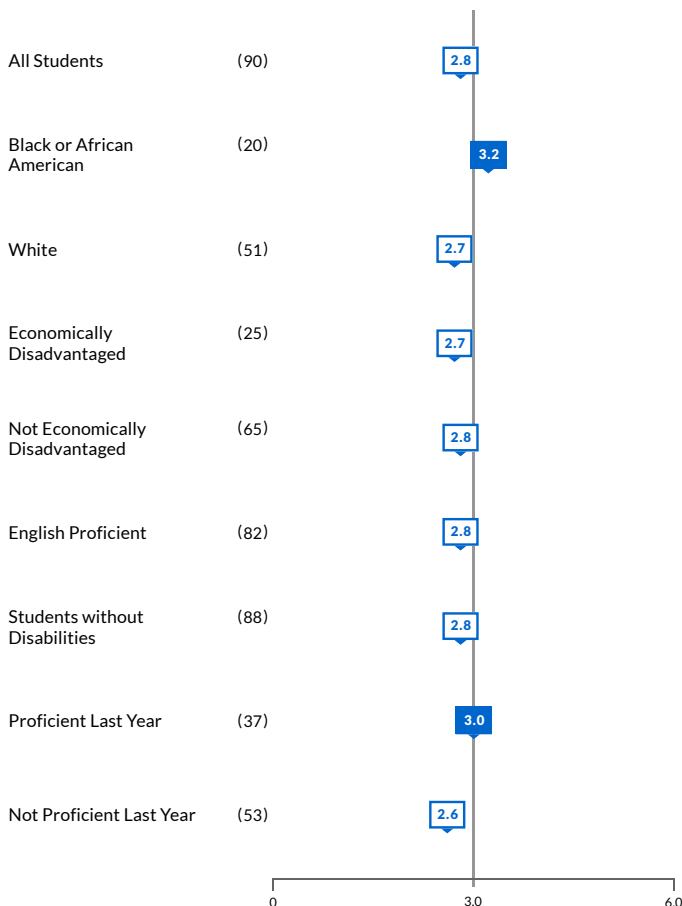 All Students (90) 2.8
Black or African (20)
American
3.2
White (51) 2.7
Economically (25)
Disadvantaged
2.7
Not Economically (65)
Disadvantaged
2.8
English Proficient (82) 2.8
Students without (88)
Disabilities
2.8
Proficient Last Year (37) 3.0
Not Proficient Last Year (53) 2.6
0 3.0 6.0